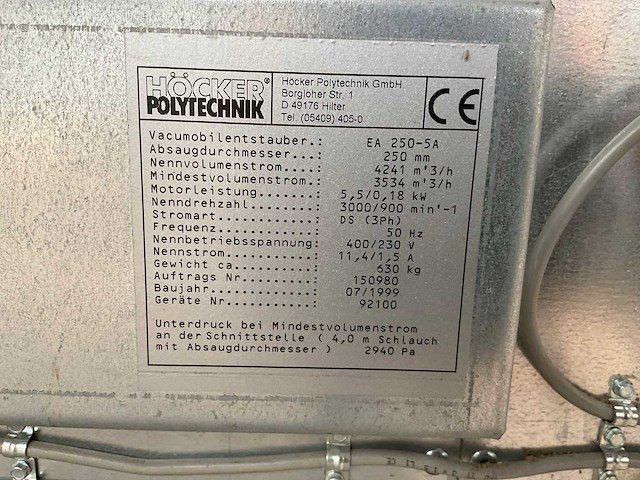 HÖCKER®
POLYTECHNIK
Höcker Polytechnik GmbH
Borgloher Str. 1
D 49176 Hilter
Tel. (05409) 405-0
CE
Vacumobilentstauber.: EA 250-5A
Absaugdurchmesser...: 250 mm
Nennvolumenstrom....: 4241 m'3/h
Mindestvolumenstrom.: 3534 m'3/h
Motorleistung.......: 5,5/0,18 kW
Nenndrehzahl........: 3000/900 min'-1
Stromart............: DS (3Ph)
Frequenz............: 50 Hz
Nennbetriebsspannung: 400/230 V
Nennstrom...........: 11,4/1,5 A
Gewicht ca..........: 630 kg
Auftrags Nr.........: 150980
Baujahr.............: 07/1999
Geräte Nr...........: 92100
Unterdruck bei Mindestvolumenstrom
an der Schnittstelle ( 4,0 m Schlauch
mit Absaugdurchmesser ) 2940 Pa